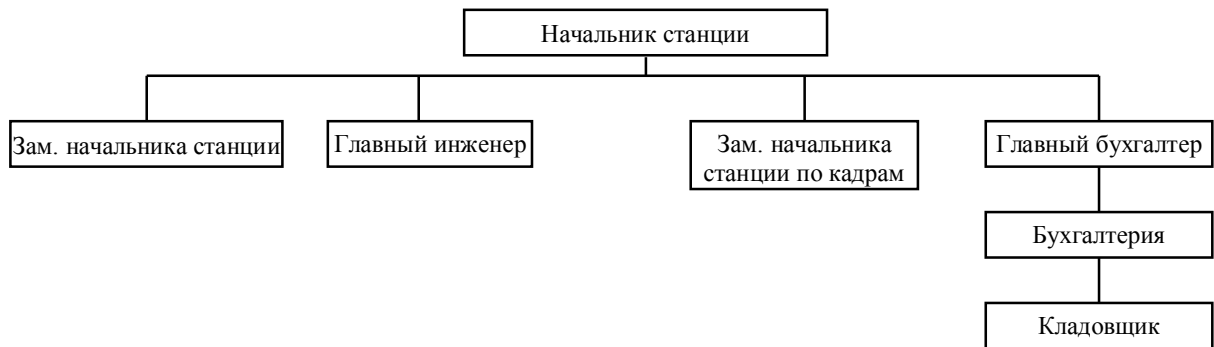 Начальник станции
Зам. начальника станции
Главный инженер
Зам. начальника
станции по кадрам
Главный бухгалтер
Бухгалтерия
Кладовщик